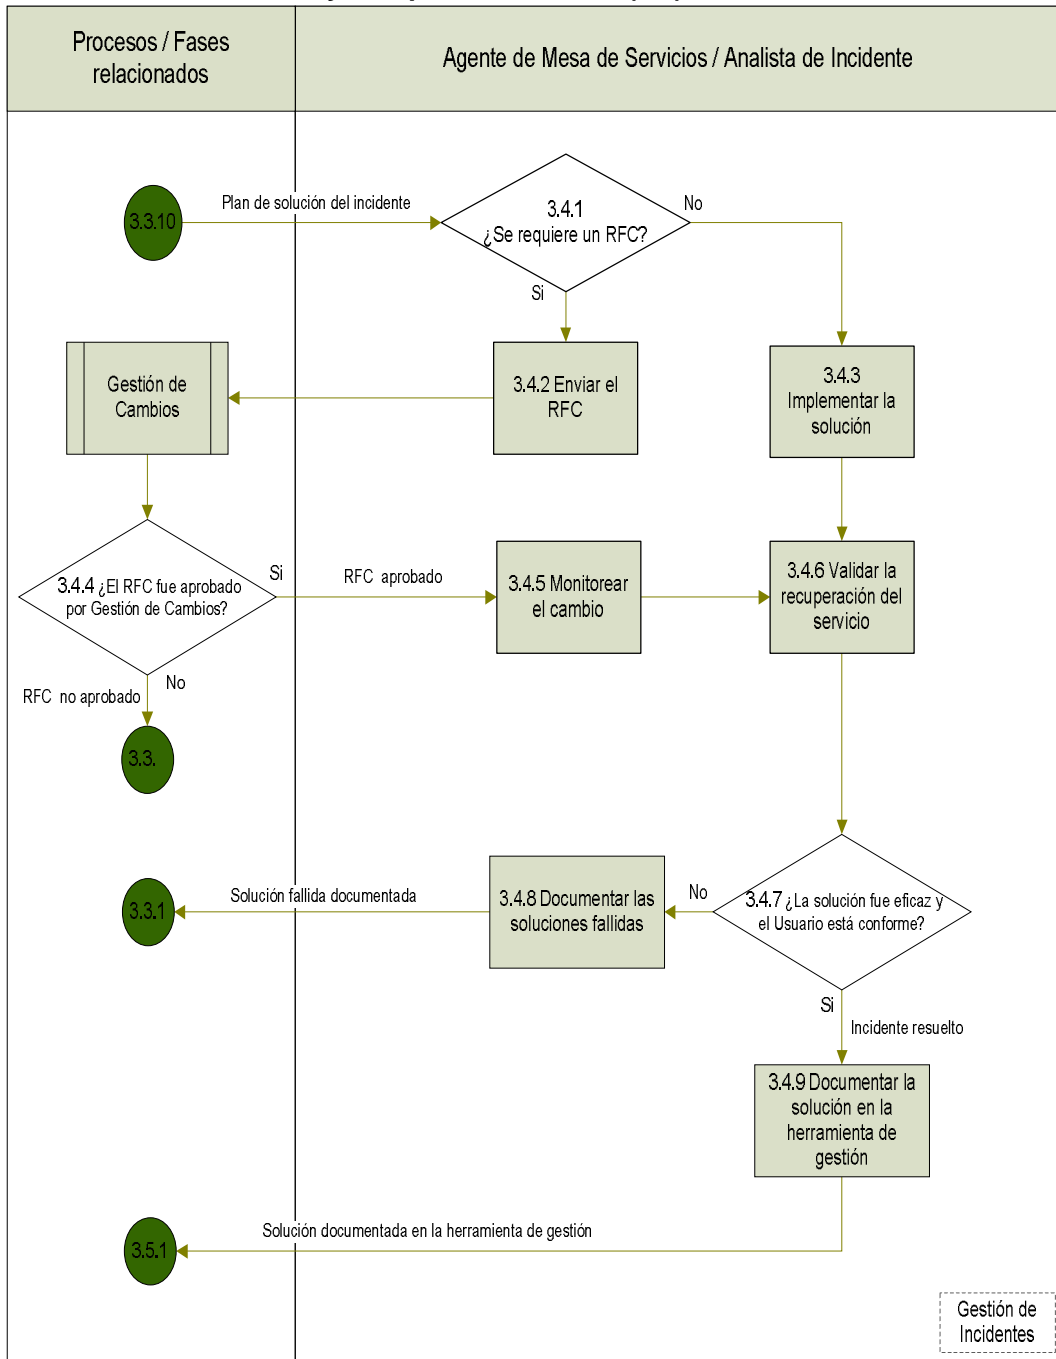 Procesos / Fases
relacionados
Agente de Mesa de Servicios / Analista de Incidente
3.3.10
Plan de solución del incidente
3.4.1
¿Se requiere un RFC?
No
Si
Gestión de
Cambios
3.4.2 Enviar el
RFC
3.4.3
Implementar la
solución
3.4.4 ¿El RFC fue aprobado
por Gestión de Cambios?
Si
RFC aprobado
3.4.5 Monitorear
el cambio
3.4.6 Validar la
recuperación del
servicio
No
RFC no aprobado
3.3.
3.3.1
Solución fallida documentada
3.4.8 Documentar las
soluciones fallidas
No
3.4.7 ¿La solución fue eficaz y
el Usuario está conforme?
Si
Incidente resuelto
3.4.9 Documentar la
solución en la
herramienta de
gestión
3.5.1
Solución documentada en la herramienta de gestión
Gestión de
Incidentes